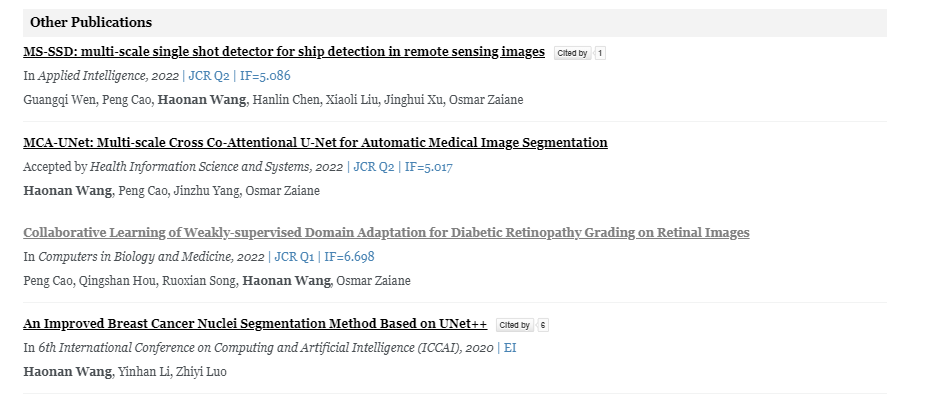 Other Publications
MS-SSD: multi-scale single shot detector for ship detection in remote sensing images Cited by 1
In Applied Intelligence, 2022 | JCR Q2 | IF=5.086
Guangqi Wen, Peng Cao, Haonan Wang, Hanlin Chen, Xiaoli Liu, Jinghui Xu, Osmar Zaiane
MCA-UNet: Multi-scale Cross Co-Attentional U-Net for Automatic Medical Image Segmentation
Accepted by Health Information Science and Systems, 2022 | JCR Q2 | IF=5.017
Haonan Wang, Peng Cao, Jinzhu Yang, Osmar Zaiane
Collaborative Learning of Weakly-supervised Domain Adaptation for Diabetic Retinopathy Grading on Retinal Images
In Computers in Biology and Medicine, 2022 | JCR Q1 | IF=6.698
Peng Cao, Qingshan Hou, Ruoxian Song, Haonan Wang, Osmar Zaiane
An Improved Breast Cancer Nuclei Segmentation Method Based on UNet++ Cited by 6
In 6th International Conference on Computing and Artificial Intelligence (ICCAI), 2020 | EI
Haonan Wang, Yinhan Li, Zhiyi Luo